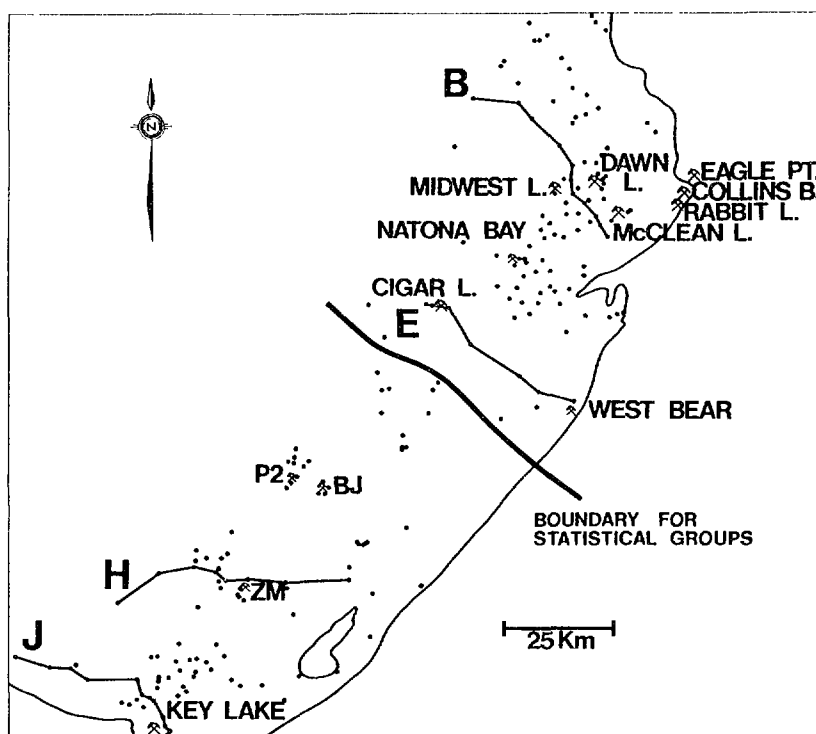 B
DAWN
L.
EAGLE PT.
MIDWEST L.
COLLINS B.
RABBIT L.
NATONA BAY
McCLEAN L.
CIGAR L.
E
WEST BEAR
P2
BJ
BOUNDARY FOR
STATISTICAL GROUPS
H
ZM
J
25 Km
KEY LAKE
N